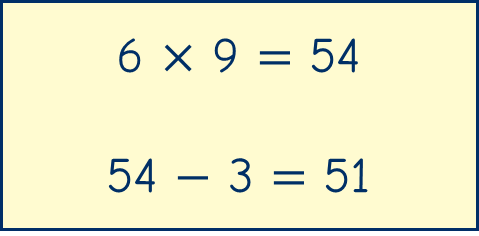 6 × 9 = 54
54 − 3 = 51